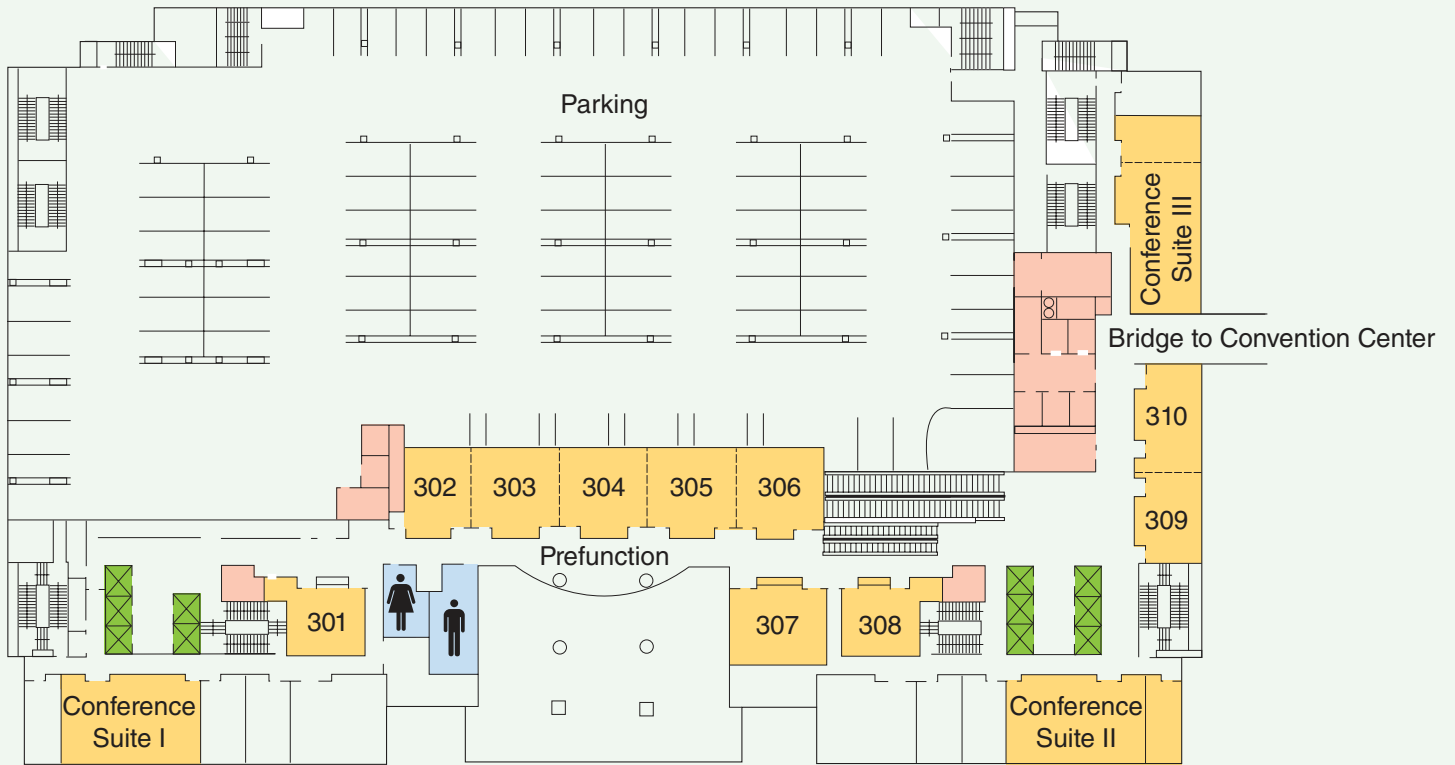 Parking
Conference
Suite III
Bridge to Convention Center
310
302
303
304
305
306
309
Prefunction
301
307
308
Conference
Suite I
Conference
Suite II